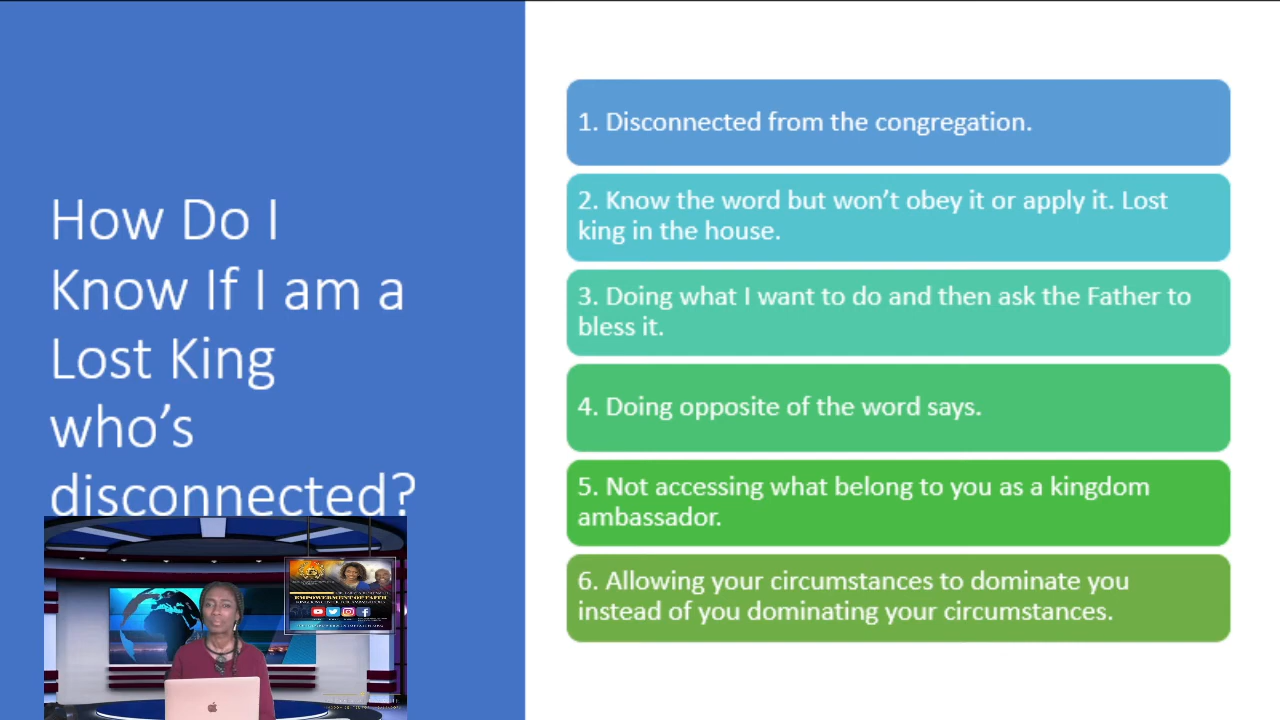 How Do I
Know If I am a
Lost King
who’s
disconnected?
1. Disconnected from the congregation.
2. Know the word but won’t obey it or apply it. Lost
king in the house.
3. Doing what I want to do and then ask the Father to
bless it.
4. Doing opposite of the word says.
5. Not accessing what belong to you as a kingdom
ambassador.
6. Allowing your circumstances to dominate you
instead of you dominating your circumstances.
EMPOWERMENT OF FAITH